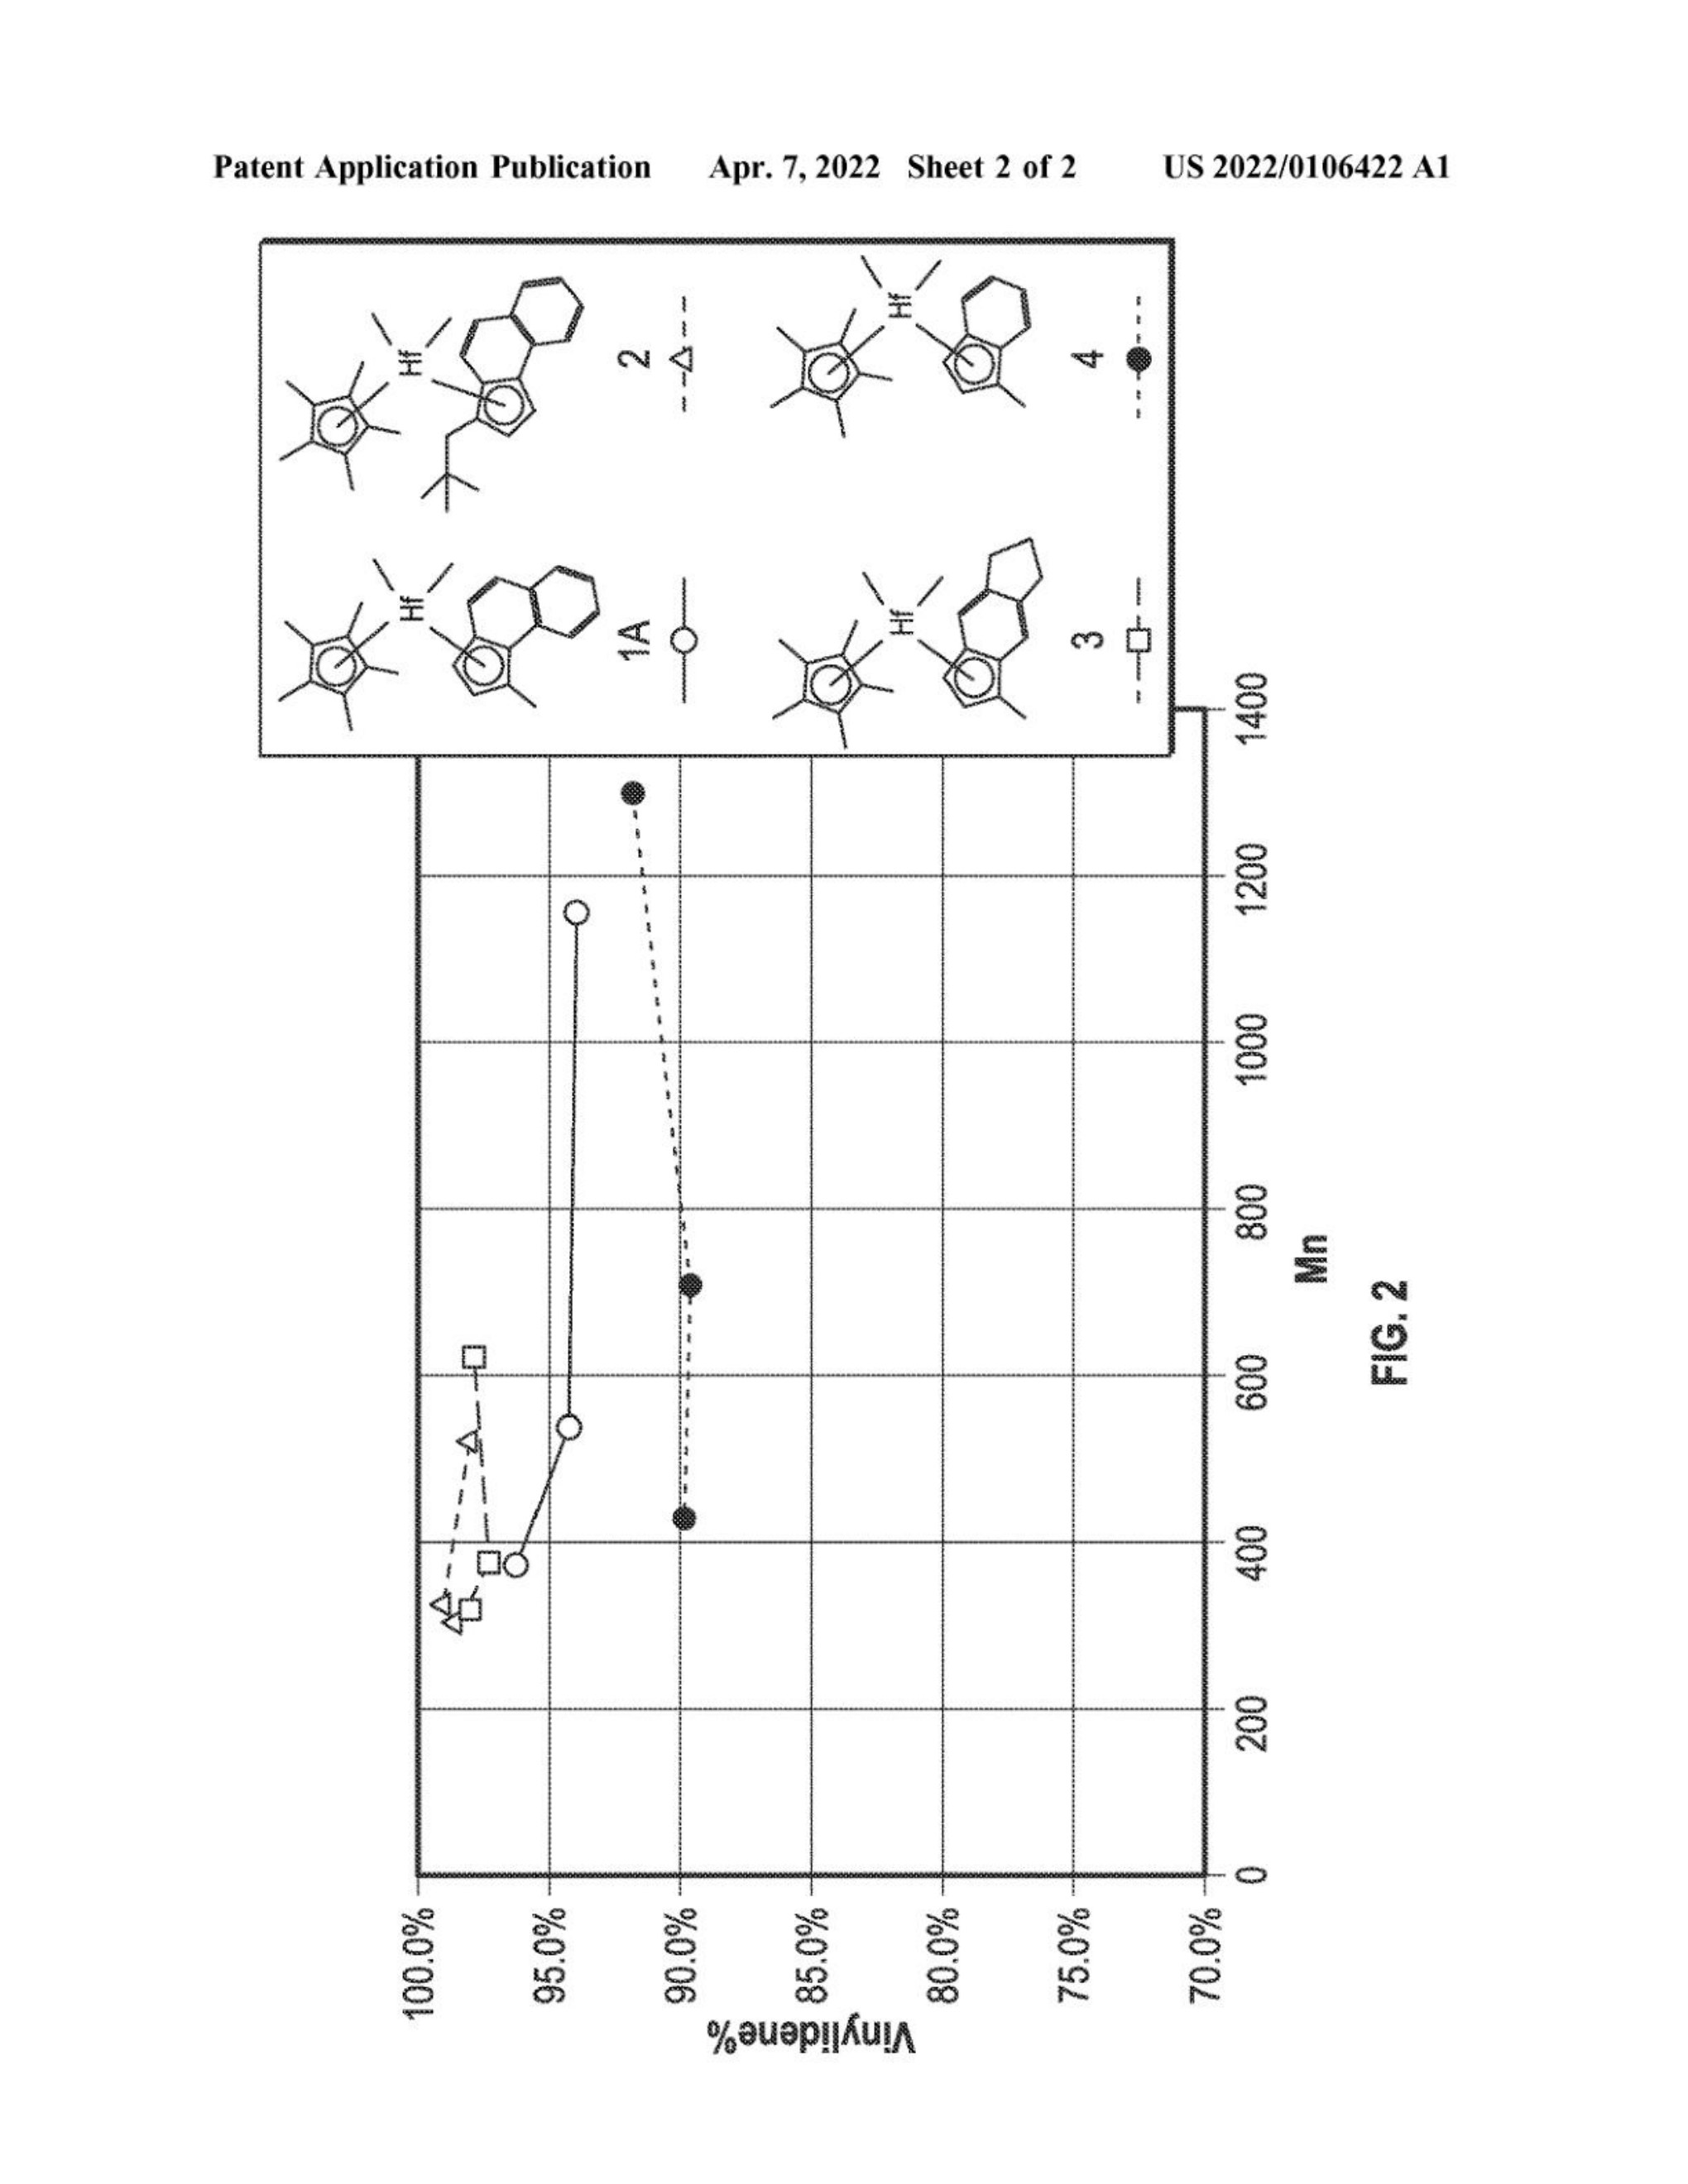 Patent Application Publication Apr. 7, 2022 Sheet 2 of 2 US 2022/0106422 A1
Hf
Hf
1A
2
Hf
Hf
3
4
100.0%
95.0%
90.0%
85.0%
80.0%
75.0%
70.0%
Vinylidene%
0 200 400 600 800 1000 1200 1400
Mn
FIG. 2